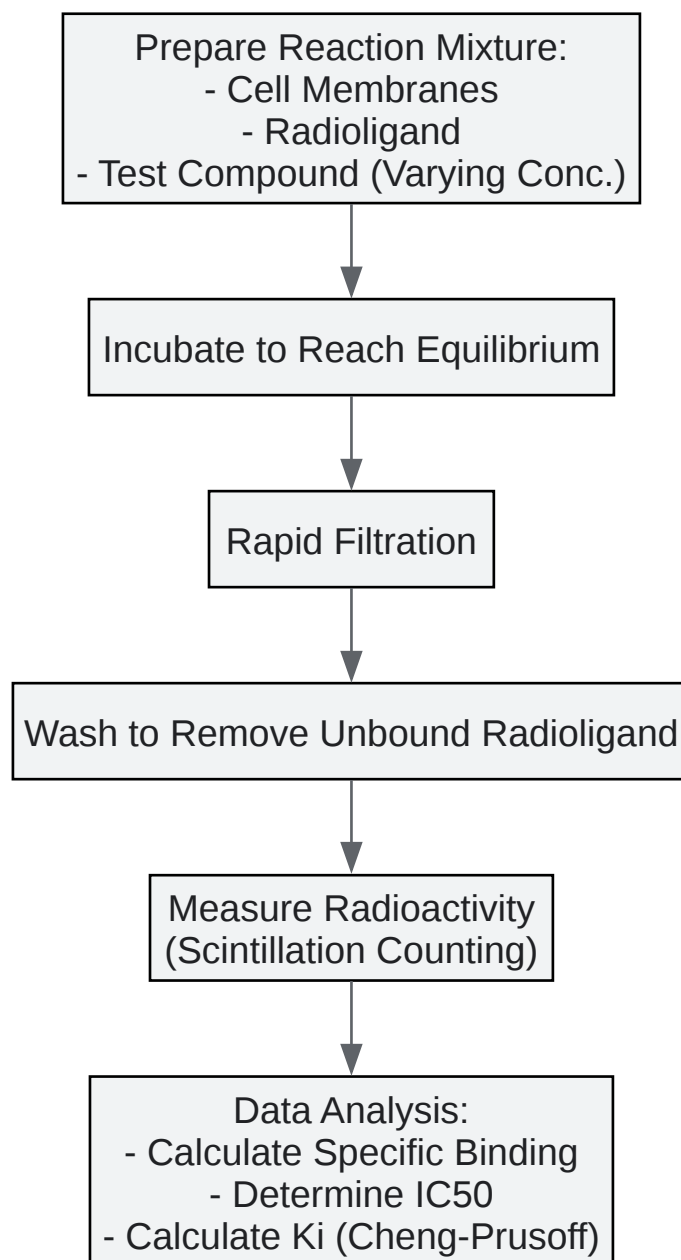 Prepare Reaction Mixture:
- Cell Membranes
- Radioligand
- Test Compound (Varying Conc.)
Incubate to Reach Equilibrium
Rapid Filtration
Wash to Remove Unbound Radioligand
Measure Radioactivity
(Scintillation Counting)
Data Analysis:
- Calculate Specific Binding
- Determine IC50
- Calculate Ki (Cheng-Prusoff)